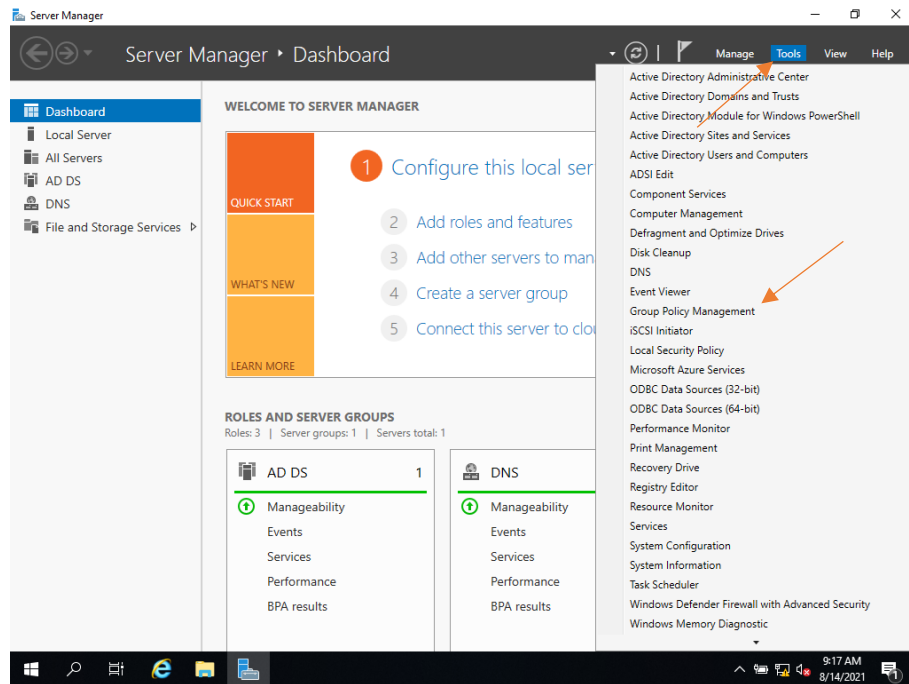 Server Manager
Server Manager ‣ Dashboard
Manage Tools View Help
Dashboard
Local Server
All Servers
AD DS
DNS
File and Storage Services
WELCOME TO SERVER MANAGER
QUICK START
WHAT'S NEW
LEARN MORE
1 Configure this local ser
2 Add roles and features
3 Add other servers to man
4 Create a server group
5 Connect this server to clou
ROLES AND SERVER GROUPS
Roles: 3 | Server groups: 1 | Servers total: 1
AD DS 1
Manageability
Events
Services
Performance
BPA results
DNS
Manageability
Events
Services
Performance
BPA results
Active Directory Administrative Center
Active Directory Domains and Trusts
Active Directory Module for Windows PowerShell
Active Directory Sites and Services
Active Directory Users and Computers
ADSI Edit
Component Services
Computer Management
Defragment and Optimize Drives
Disk Cleanup
DNS
Event Viewer
Group Policy Management
iSCSI Initiator
Local Security Policy
Microsoft Azure Services
ODBC Data Sources (32-bit)
ODBC Data Sources (64-bit)
Performance Monitor
Print Management
Recovery Drive
Registry Editor
Resource Monitor
Services
System Configuration
System Information
Task Scheduler
Windows Defender Firewall with Advanced Security
Windows Memory Diagnostic
9:17 AM
8/14/2021
1